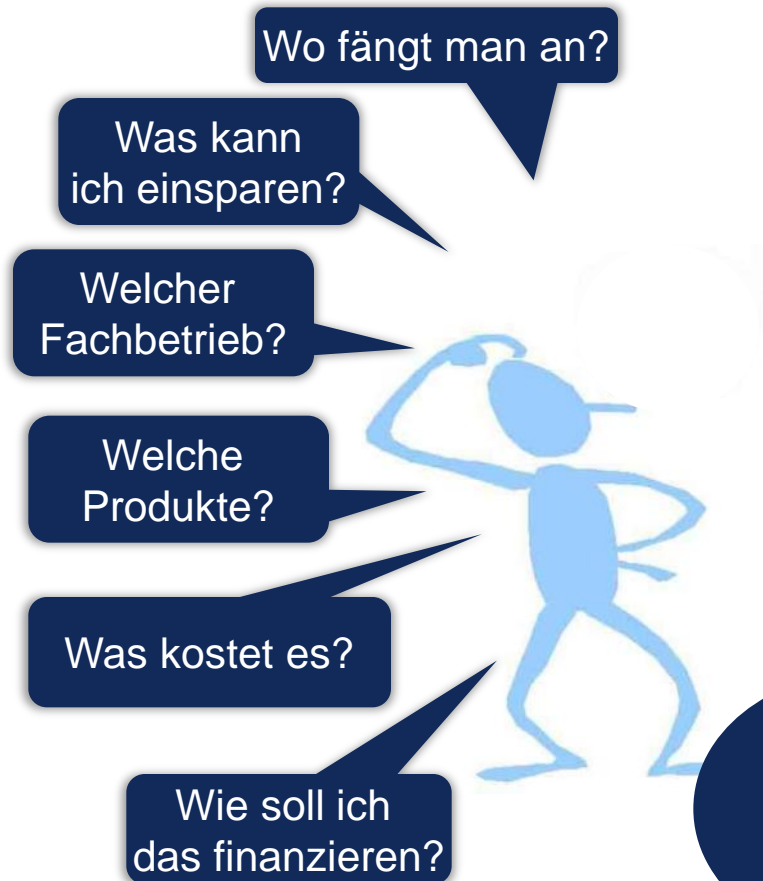 Wo fängt man an?
Was kann
ich einsparen?
Welcher
Fachbetrieb?
Welche
Produkte?
Was kostet es?
Wie soll ich
das finanzieren?